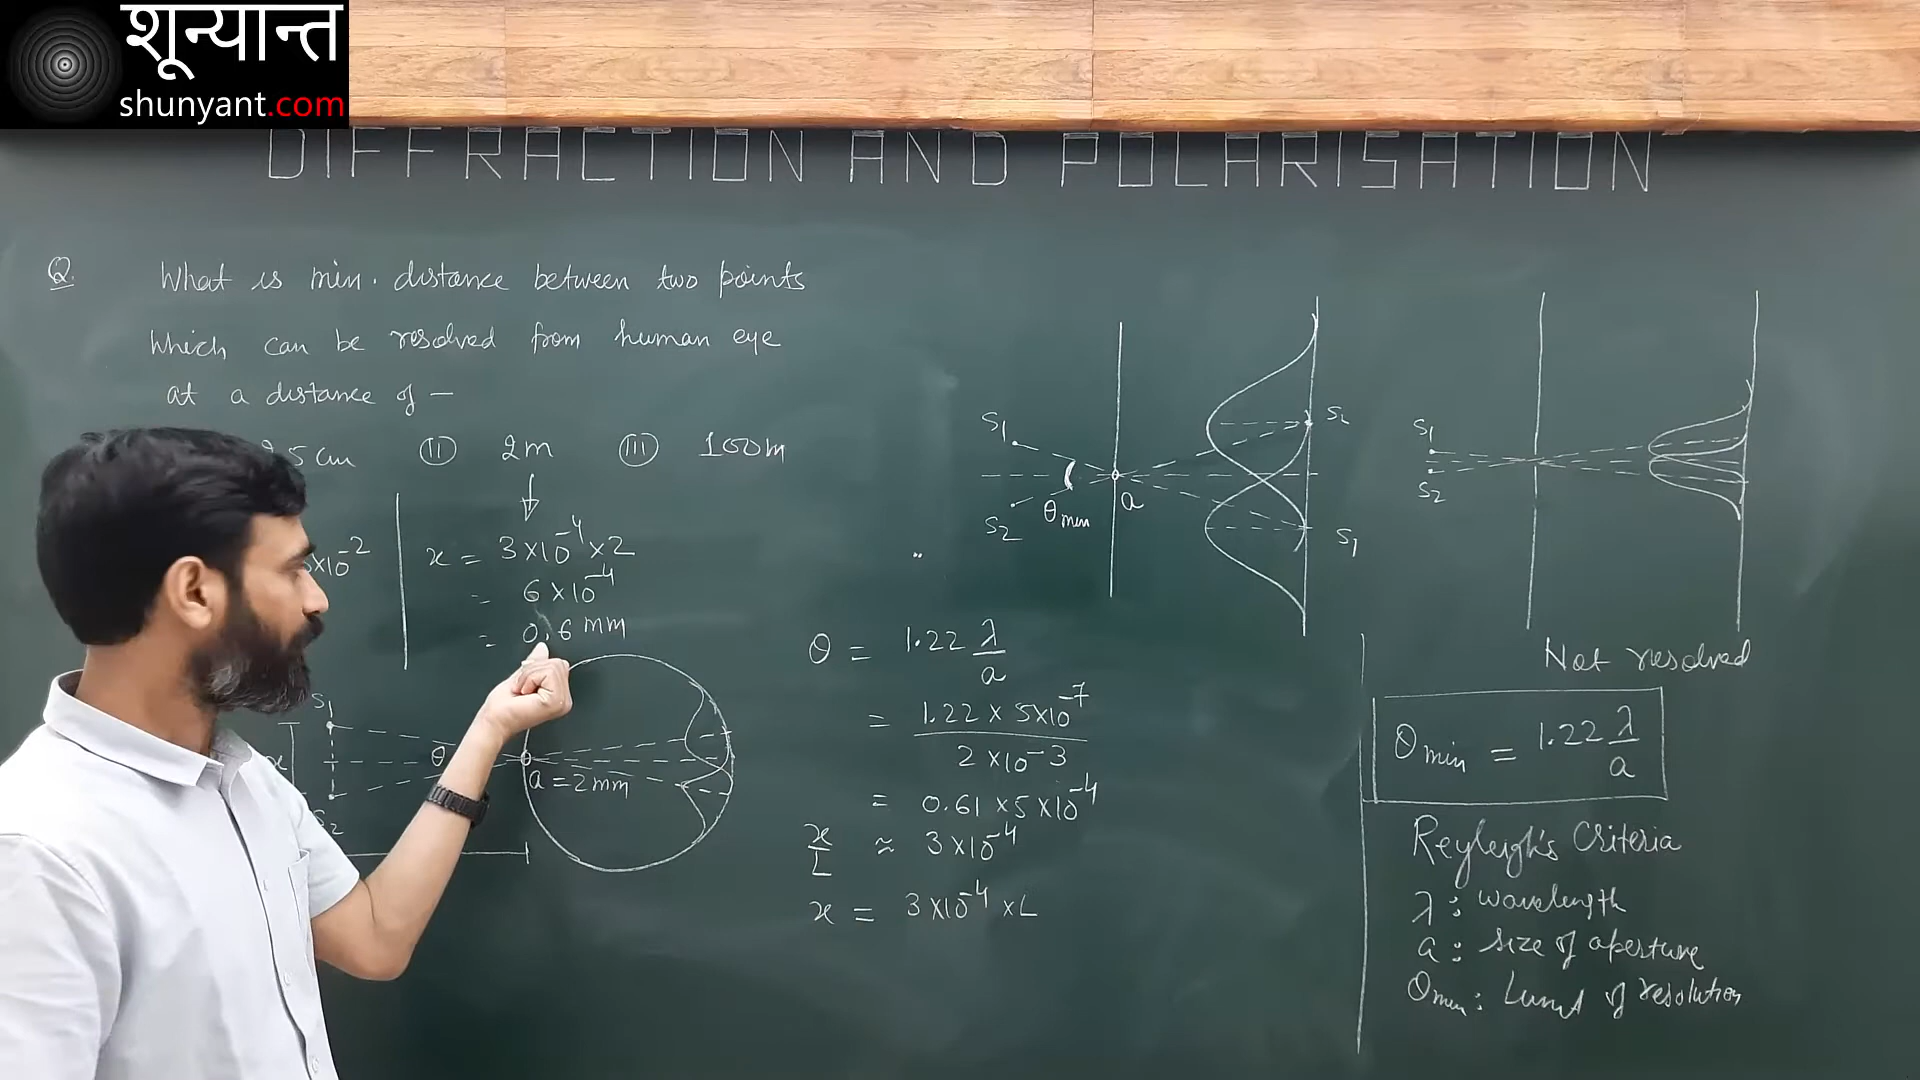 शून्यान्त
shunyant.com
DIFFRACTION AND POLARISATION
Q. What is min. distance between two points
which can be resolved from human eye
at a distance of —
5 cm (II) 2m (III) 100m
×10⁻²
x = 3×10⁻⁴×2
= 6×10⁻⁴
= 0.6 mm
S₁
θ
x
a = 2mm
2
θ = 1.22 λ/a
= 1.22 × 5×10⁻⁷ / 2×10⁻³
= 0.61 × 5×10⁻⁴
x/L ≈ 3×10⁻⁴
x = 3×10⁻⁴ × L
S₁
S₂
θmin
a
S₂
S₁
S₁
S₂
Not resolved
θmin = 1.22 λ/a
Reyleigh's Criteria
λ : wavelength
a : size of aperture
θmin : Limit of resolution